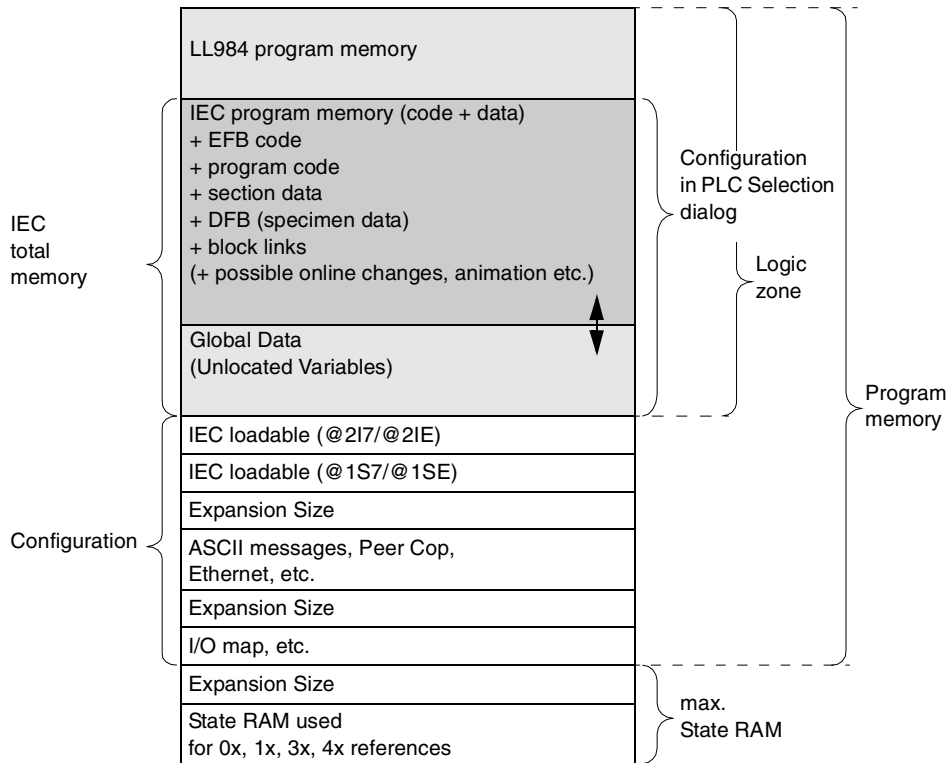 LL984 program memory
IEC program memory (code + data)
+ EFB code
+ program code
+ section data
+ DFB (specimen data)
+ block links
(+ possible online changes, animation etc.)
Global Data
(Unlocated Variables)
IEC loadable (@2I7/@2IE)
IEC loadable (@1S7/@1SE)
Expansion Size
ASCII messages, Peer Cop,
Ethernet, etc.
Expansion Size
I/O map, etc.
Expansion Size
State RAM used
for 0x, 1x, 3x, 4x references
IEC
total
memory
Configuration
Configuration
in PLC Selection
dialog
Logic
zone
Program
memory
max.
State RAM